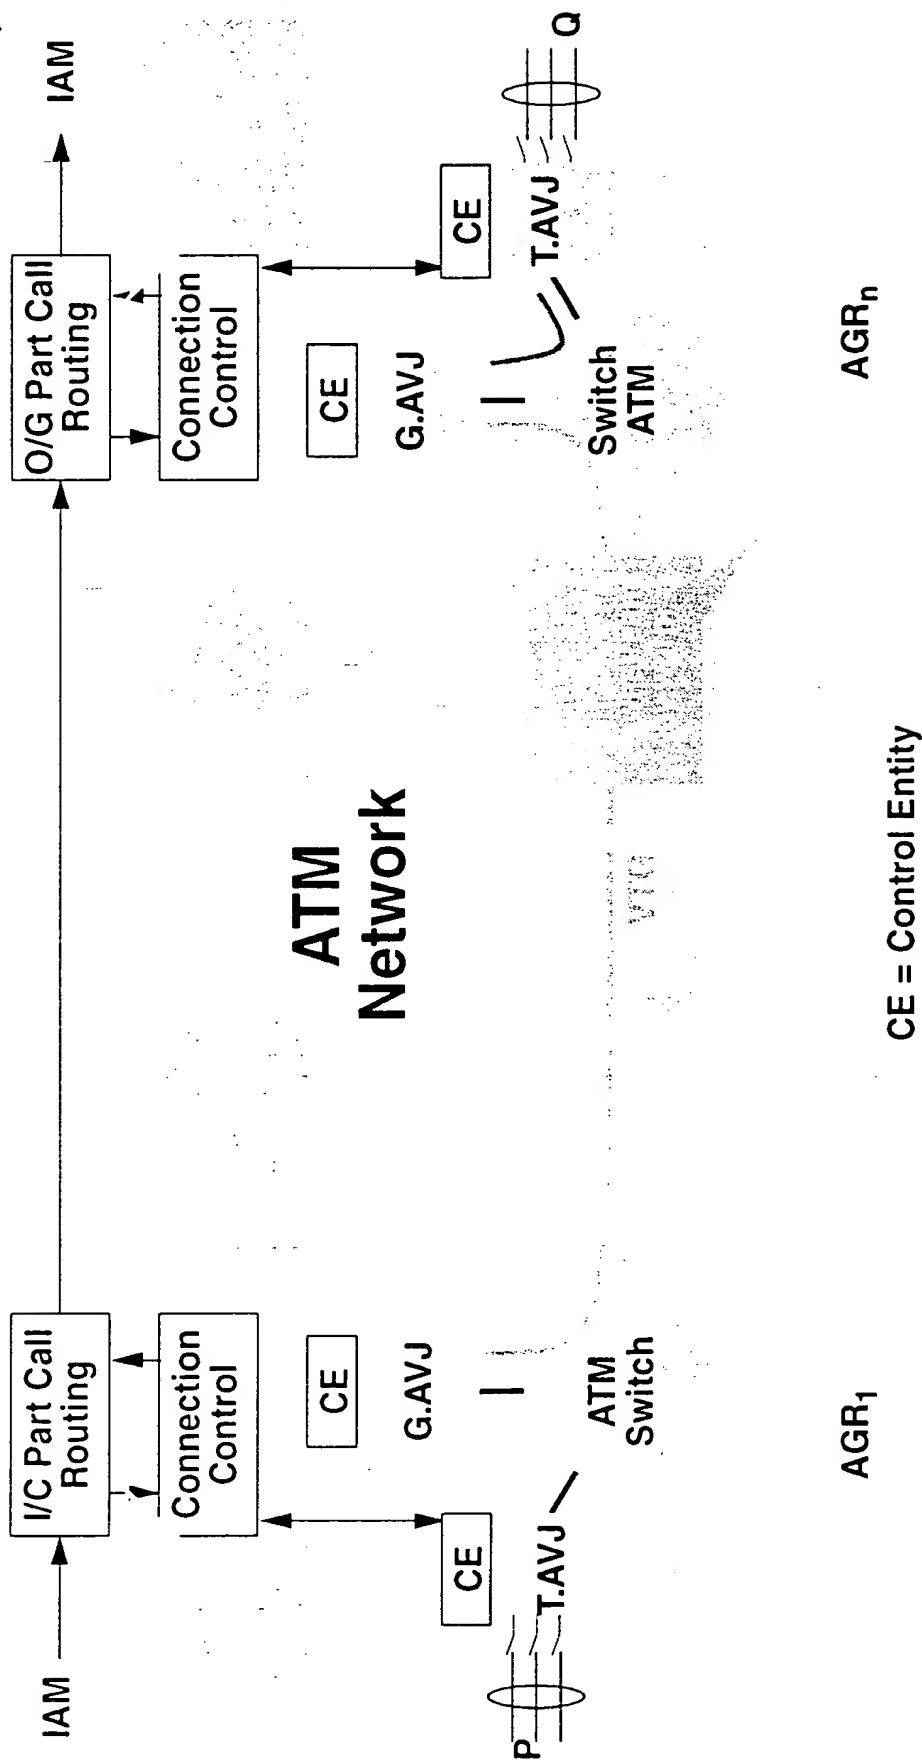 IAM
I/C Part Call
Routing
O/G Part Call
Routing
IAM
Connection
Control
Connection
Control
ATM
Network
CE
G.AVJ
CE
G.AVJ
CE
T.AVJ
CE
T.AVJ
P
Q
ATM
Switch
Switch
ATM
VTG
AGR1
AGRn
CE = Control Entity